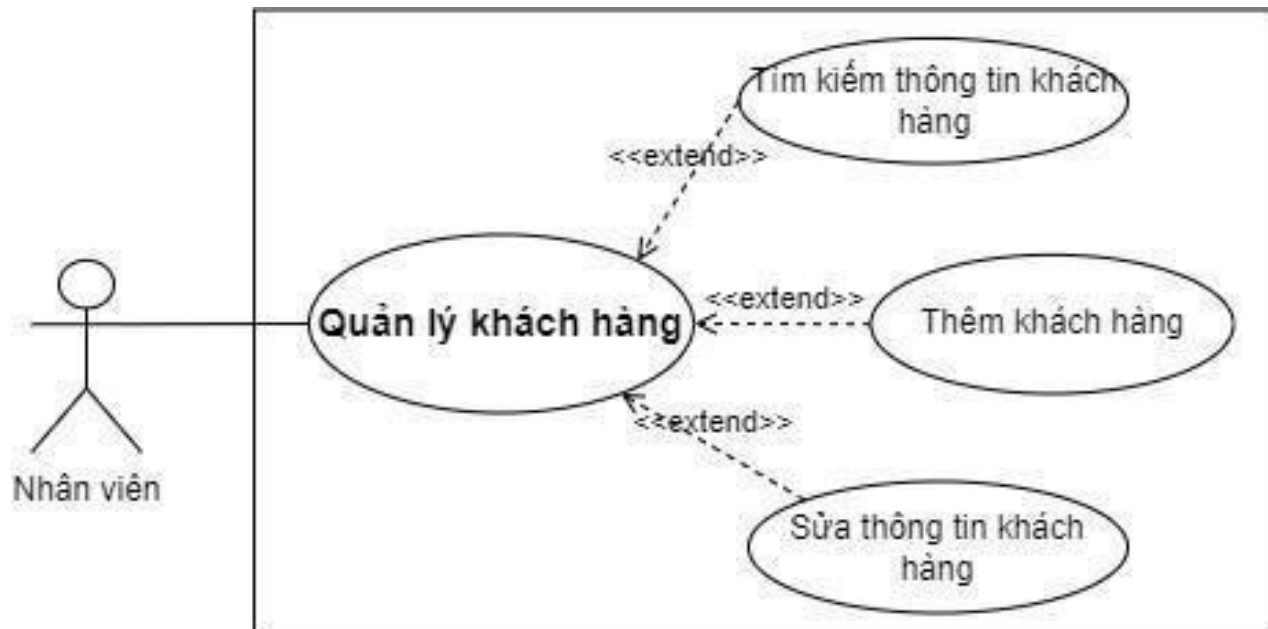 Tìm kiếm thông tin khách
hàng
<<extend>>
<<extend>>
Quản lý khách hàng
Thêm khách hàng
<<extend>>
Nhân viên
Sửa thông tin khách
hàng